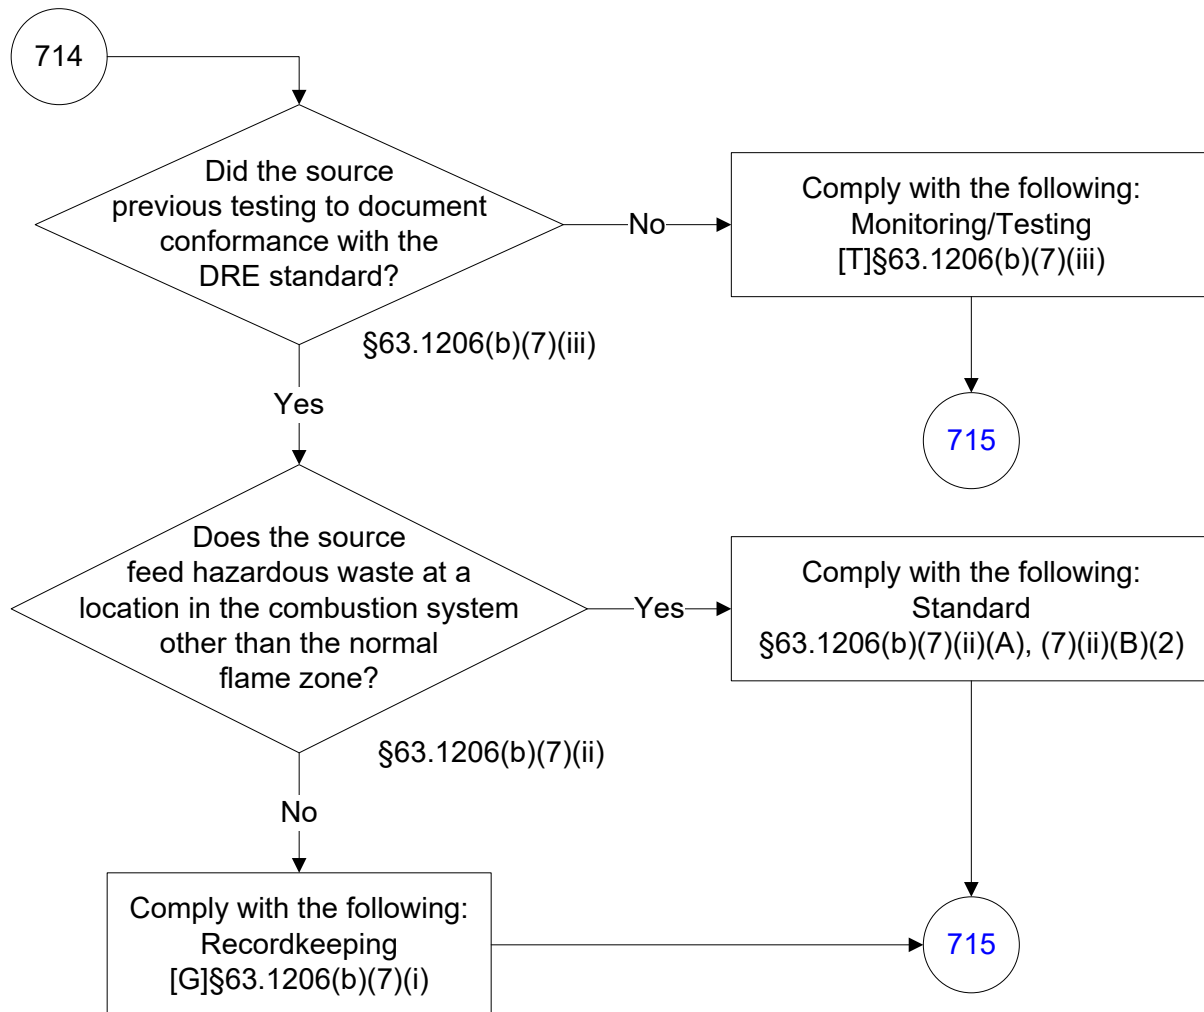 714
Did the source
previous testing to document
conformance with the
DRE standard?
No
Comply with the following:
Monitoring/Testing
[T]§63.1206(b)(7)(iii)
§63.1206(b)(7)(iii)
Yes
715
Does the source
feed hazardous waste at a
location in the combustion system
other than the normal
flame zone?
Yes
Comply with the following:
Standard
§63.1206(b)(7)(ii)(A), (7)(ii)(B)(2)
§63.1206(b)(7)(ii)
No
Comply with the following:
Recordkeeping
[G]§63.1206(b)(7)(i)
715